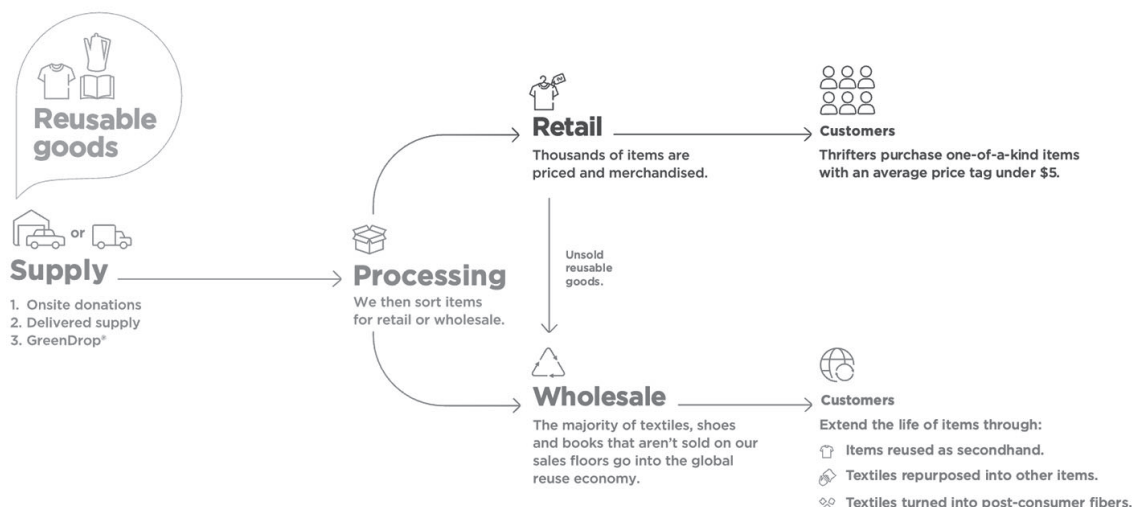 Reusable
goods
or
Supply
1. Onsite donations
2. Delivered supply
3. GreenDrop®
Processing
We then sort items
for retail or wholesale.
Retail
Thousands of items are
priced and merchandised.
Customers
Thrifters purchase one-of-a-kind items
with an average price tag under $5.
Unsold
reusable
goods.
Wholesale
The majority of textiles, shoes
and books that aren't sold on our
sales floors go into the global
reuse economy.
Customers
Extend the life of items through:
Items reused as secondhand.
Textiles repurposed into other items.
Textiles turned into post-consumer fibers.